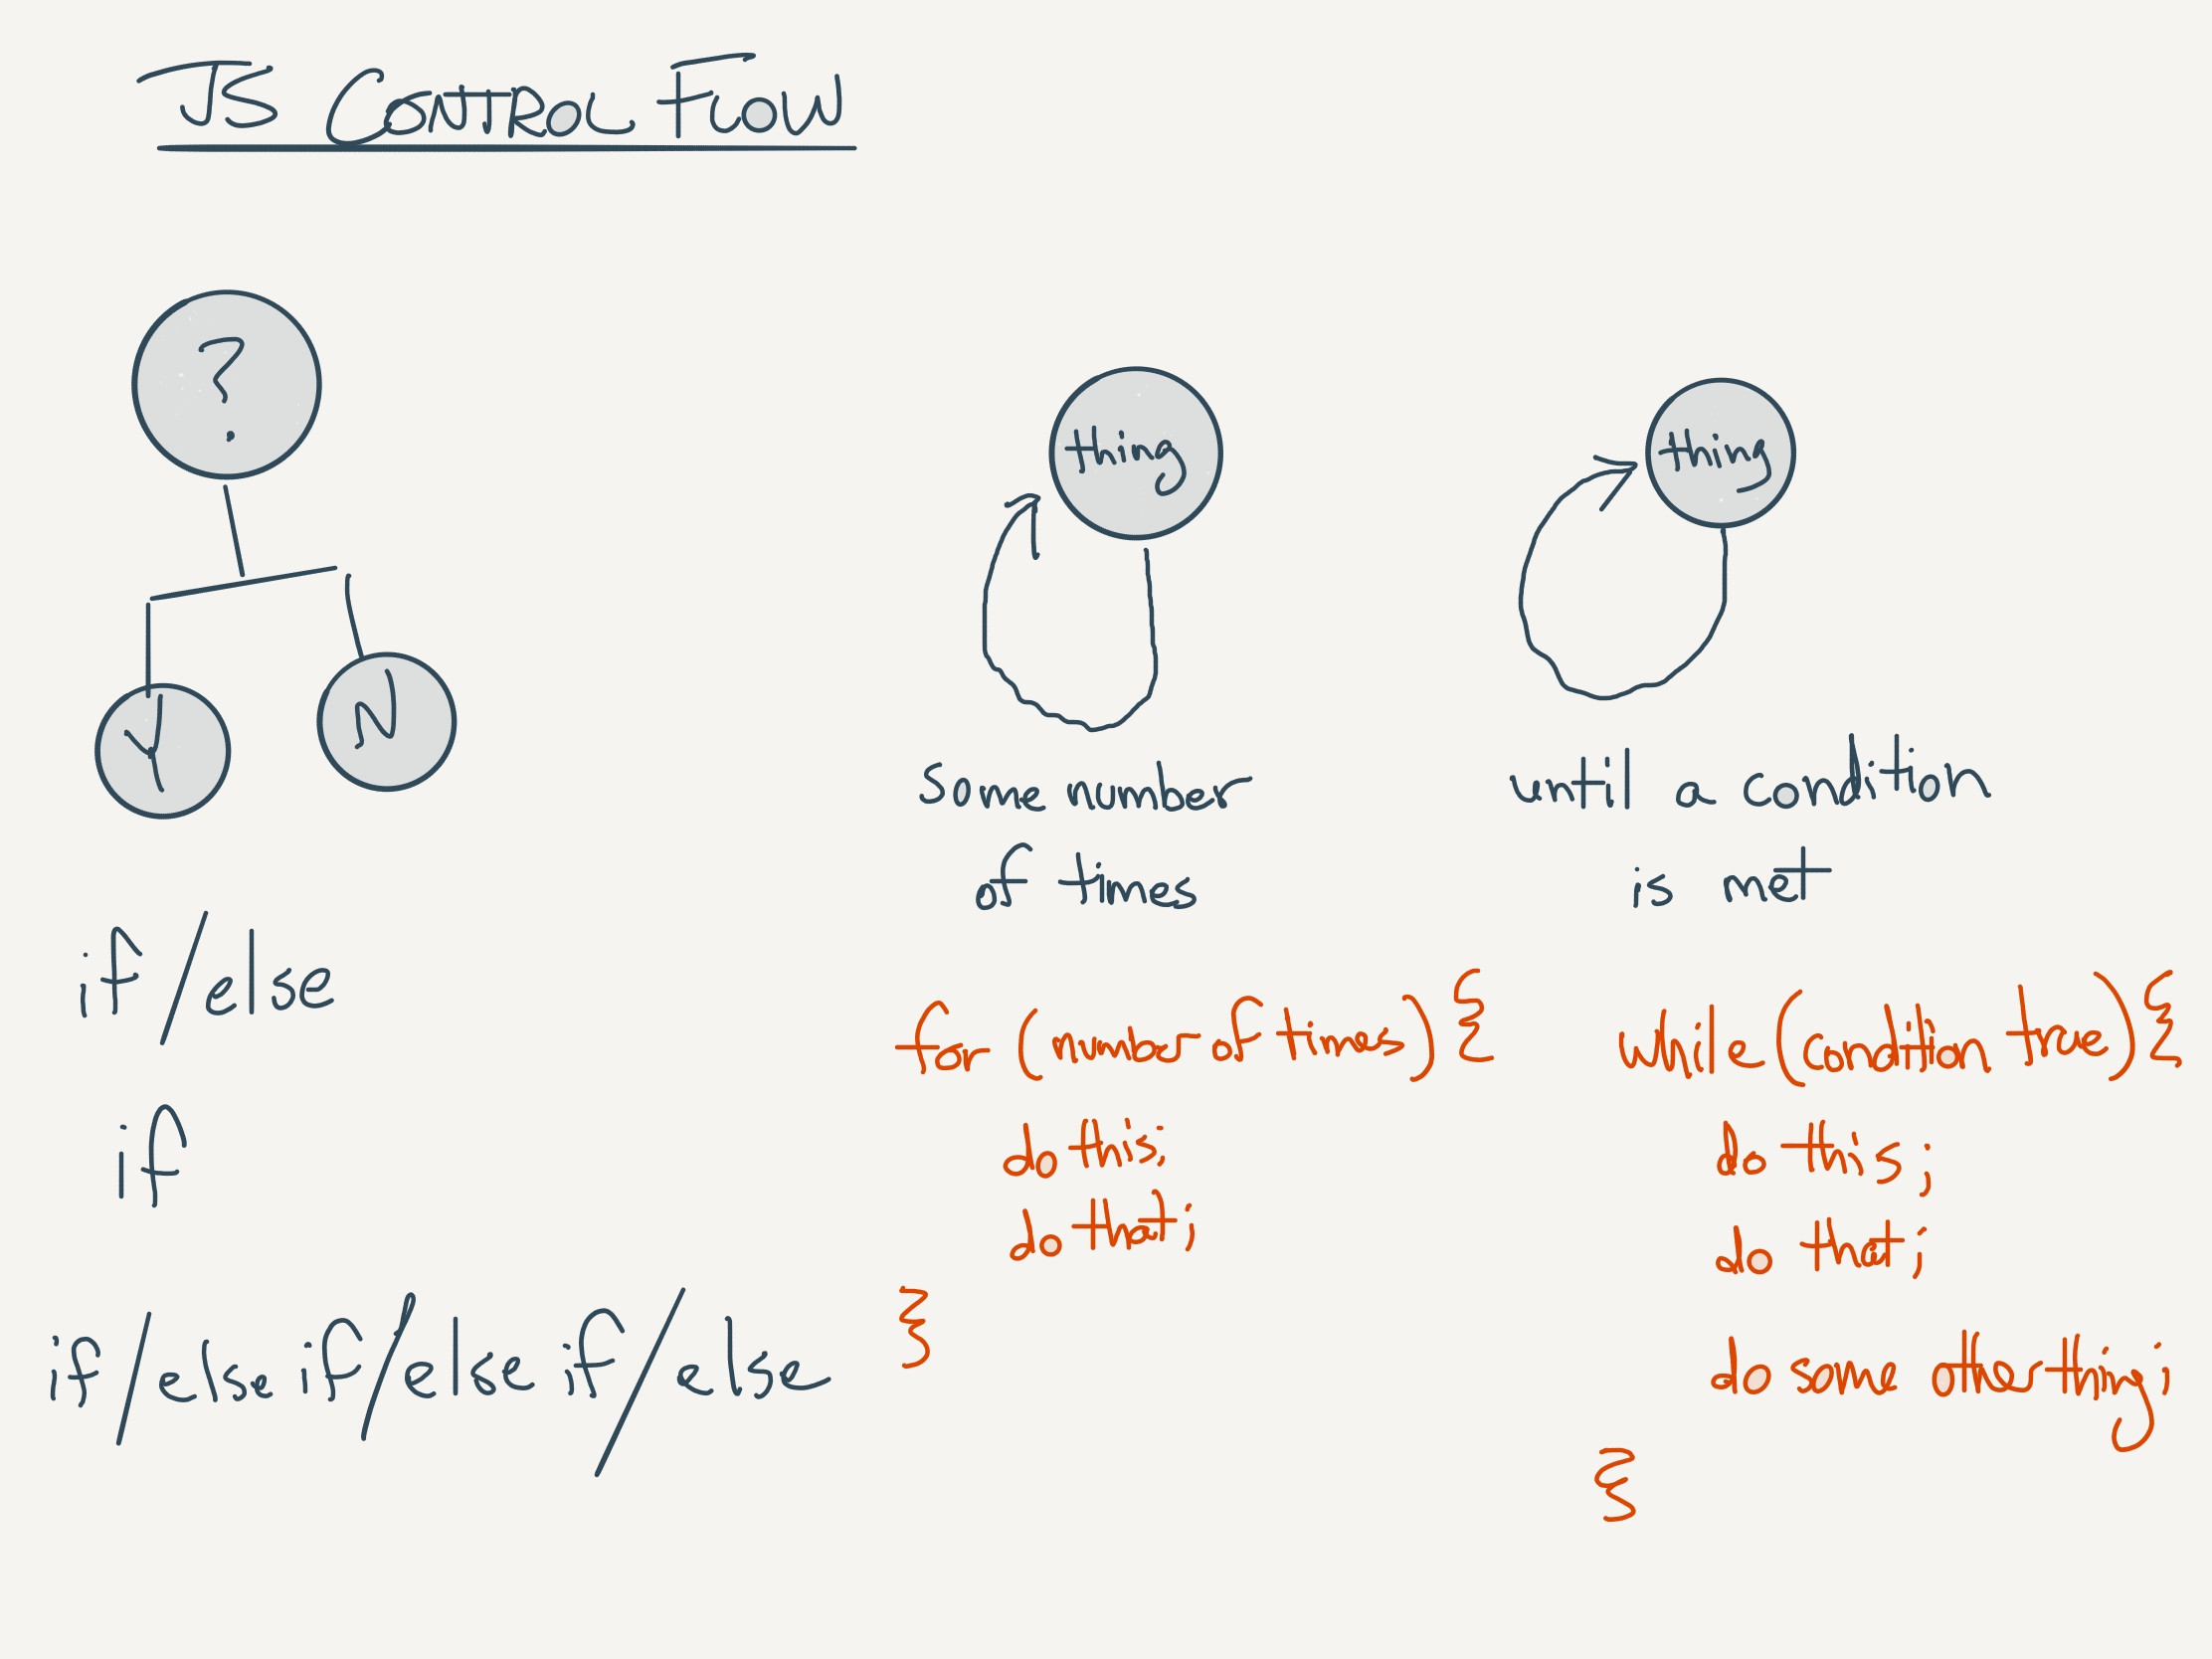 JS CONTROL FLOW
?
Y
N
if/else
if
if/else if/else if/else
thing
some number
of times
for (number of times) {
do this;
do that;
}
thing
until a condition
is met
while (condition true) {
do this;
do that;
do some other thing;
}